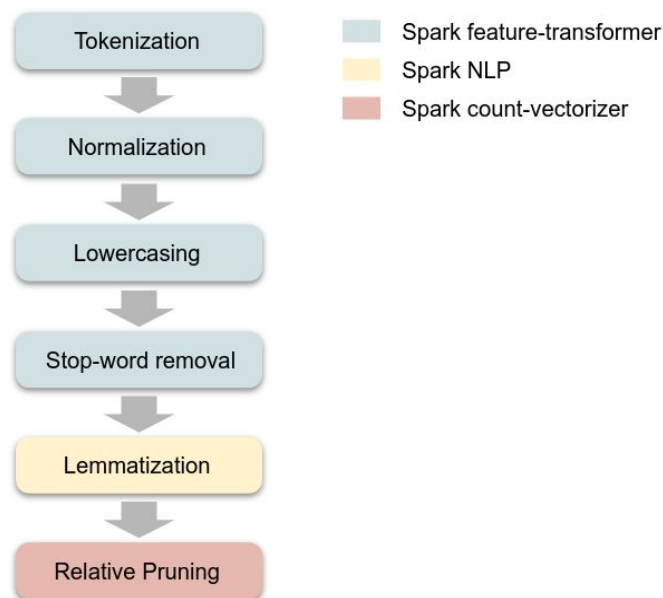 Tokenization
Normalization
Lowercasing
Stop-word removal
Lemmatization
Relative Pruning
Spark feature-transformer
Spark NLP
Spark count-vectorizer